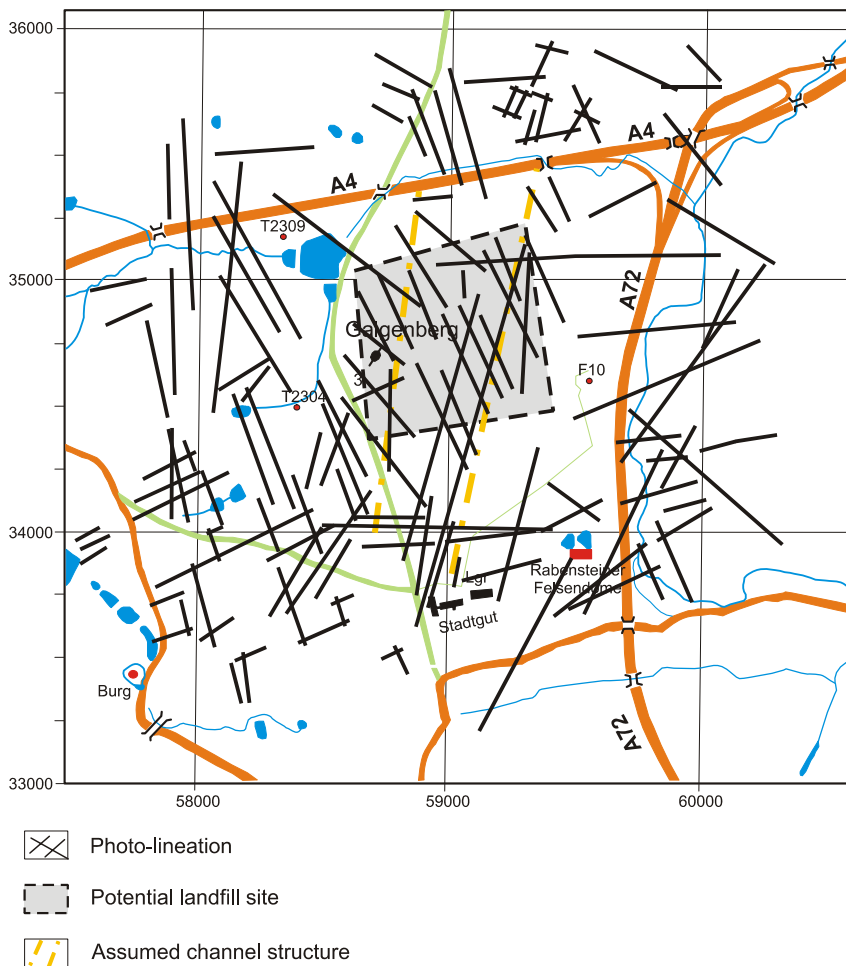 36000
A4
A4
T2309
35000
A72
Galgenberg
3
F10
T2304
34000
Rabensteiner
Felsendome
Lgr
Stadtgut
Burg
A72
33000
58000
59000
60000
Photo-lineation
Potential landfill site
Assumed channel structure